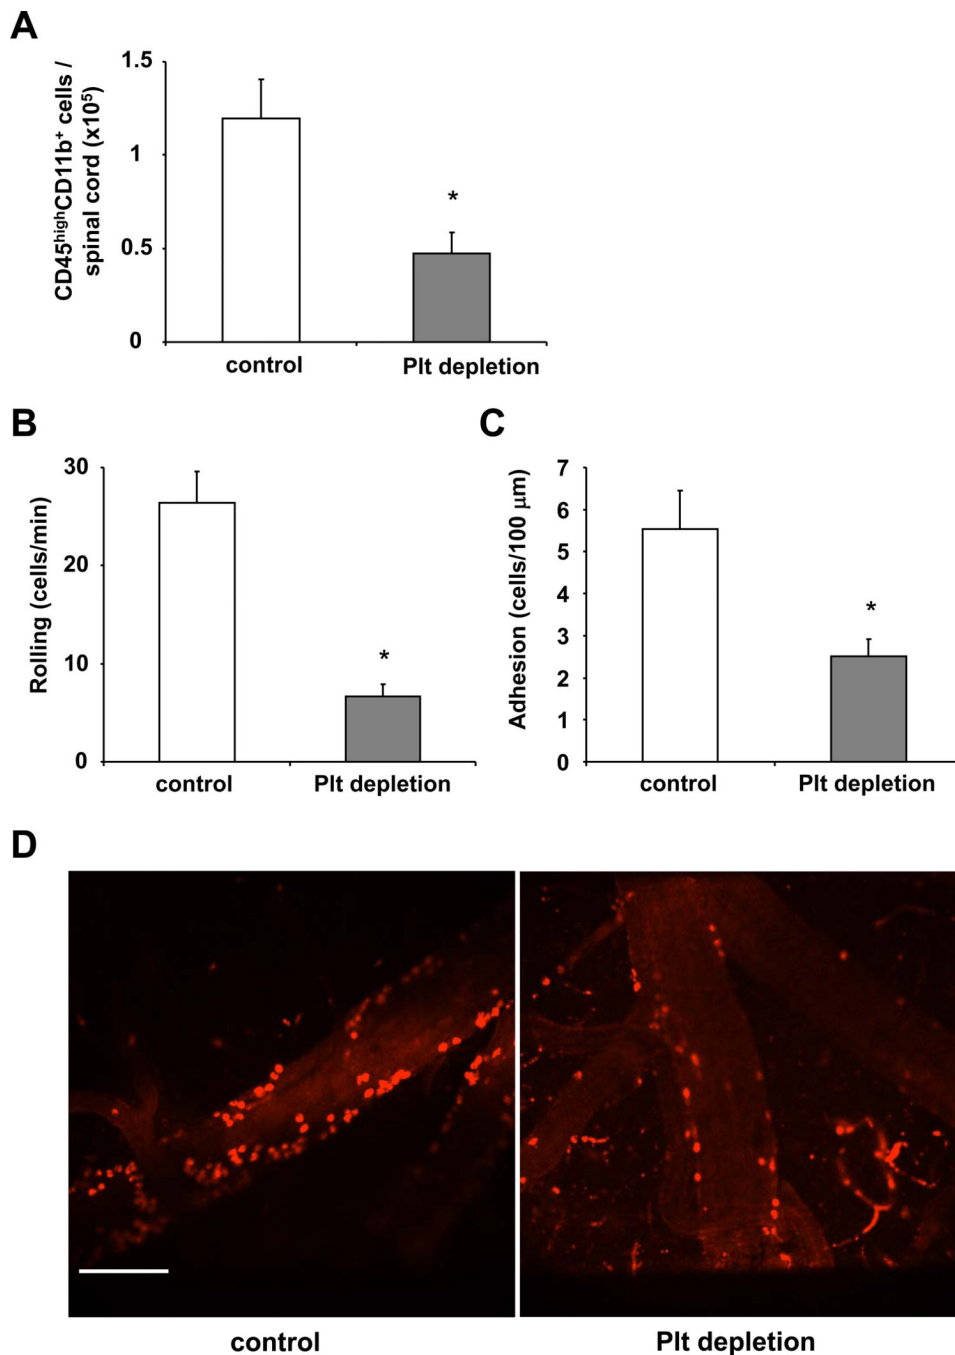 A
CD45highCD11b+ cells /
spinal cord (x10⁵)
1.5
1
0.5
0
*
control
Plt depletion
B
Rolling (cells/min)
30
20
10
0
*
control
Plt depletion
C
Adhesion (cells/100 μm)
7
6
5
4
3
2
1
0
*
control
Plt depletion
D
control
Plt depletion